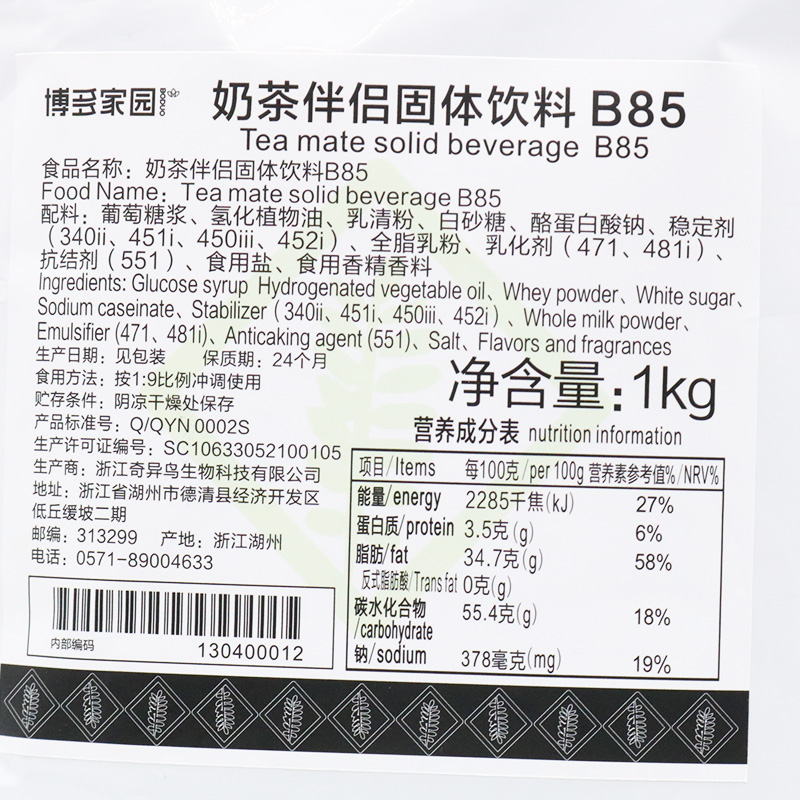 博多家园 BODUO
奶茶伴侣固体饮料 B85
Tea mate solid beverage B85
食品名称：奶茶伴侣固体饮料B85
Food Name：Tea mate solid beverage B85
配料：葡萄糖浆、氢化植物油、乳清粉、白砂糖、酪蛋白酸钠、稳定剂
（340ii、451i、450iii、452i）、全脂乳粉、乳化剂（471、481i）、
抗结剂（551）、食用盐、食用香精香料
Ingredients: Glucose syrup Hydrogenated vegetable oil、Whey powder、White sugar、
Sodium caseinate、Stabilizer（340ii、451i、450iii、452i）、Whole milk powder、
Emulsifier (471、481i)、Anticaking agent (551)、Salt、Flavors and fragrances
生产日期：见包装 保质期：24个月
食用方法：按1:9比例冲调使用
贮存条件：阴凉干燥处保存
产品标准号：Q/QYN 0002S
生产许可证编号：SC10633052100105
生产商：浙江奇异鸟生物科技有限公司
地址：浙江省湖州市德清县经济开发区
低丘缓坡二期
邮编：313299 产地：浙江湖州
电话：0571-89004633
内部编码 130400012
净含量：1kg
营养成分表 nutrition information
项目/Items 每100克/per 100g 营养素参考值%/NRV%
能量/energy 2285千焦(kJ) 27%
蛋白质/protein 3.5克(g) 6%
脂肪/fat 34.7克(g) 58%
反式脂肪酸/Trans fat 0克(g)
碳水化合物
/carbohydrate 55.4克(g) 18%
钠/sodium 378毫克(mg) 19%